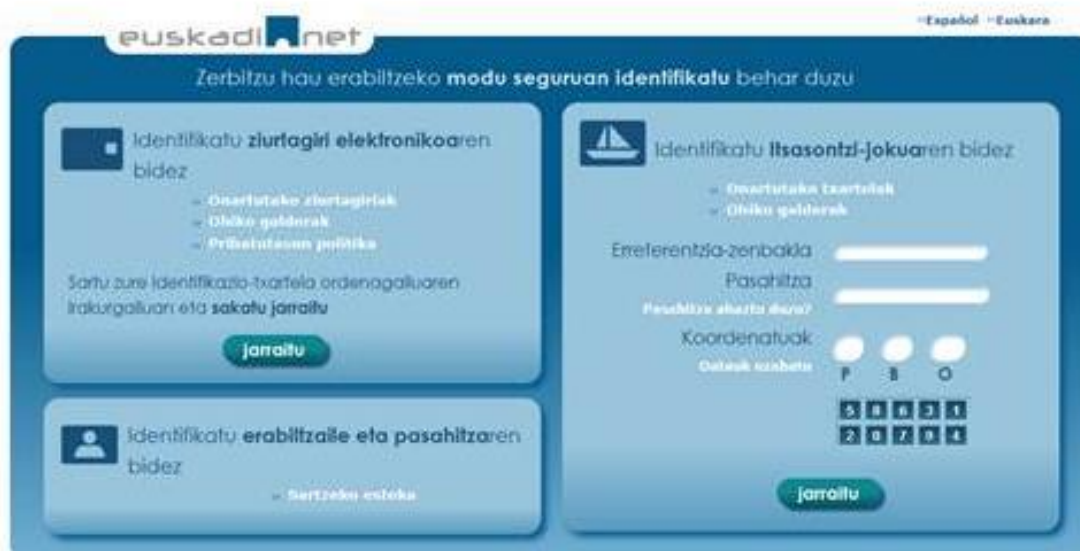 Español Euskara
euskadi net
Zerbitzu hau erabiltzeko modu seguruan identifikatu behar duzu
Identifikatu ziurtagiri elektronikoaren
bidez
Onartutako ziurtagiriak
Ohiko galderak
Pribatutasun politika
Sartu zure identifikazio-txartela ordenagailuaren
irakurgailuan eta sakatu jarraitu
jarraitu
Identifikatu erabiltzaile eta pasahitzaren
bidez
Sartzeko esteka
Identifikatu Itsasontzi-jokuaren bidez
Onartutako txartelak
Ohiko galderak
Erreferentzia-zenbakia
Pasahitza
Pasahitza ahaztu duzu?
Koordenatuak
Datuak ezabatu
P B O
5 8 6 3 1
2 0 7 9 4
jarraitu